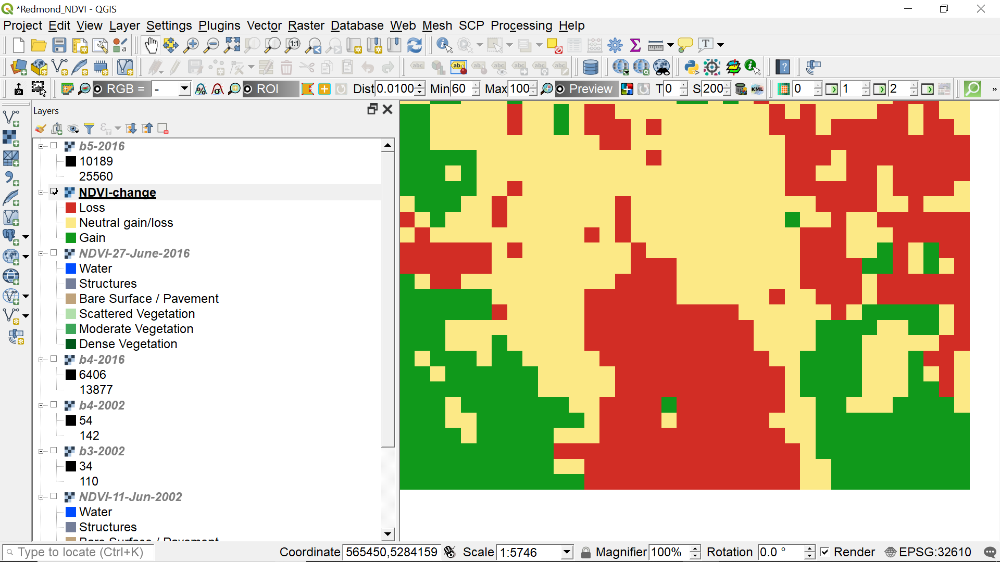 *Redmond_NDVI - QGIS
Project Edit View Layer Settings Plugins Vector Raster Database Web Mesh SCP Processing Help
RGB = - ROI Dist 0.0100 Min 60 Max 100 Preview T 0 S 200 KML 0 1 2 »
Layers
b5-2016
10189
25560
NDVI-change
Loss
Neutral gain/loss
Gain
NDVI-27-June-2016
Water
Structures
Bare Surface / Pavement
Scattered Vegetation
Moderate Vegetation
Dense Vegetation
b4-2016
6406
13877
b4-2002
54
142
b3-2002
34
110
NDVI-11-Jun-2002
Water
Structures
Bare Surface / Pavement
Type to locate (Ctrl+K) Coordinate 565450,5284159 Scale 1:5746 Magnifier 100% Rotation 0.0 ° Render EPSG:32610